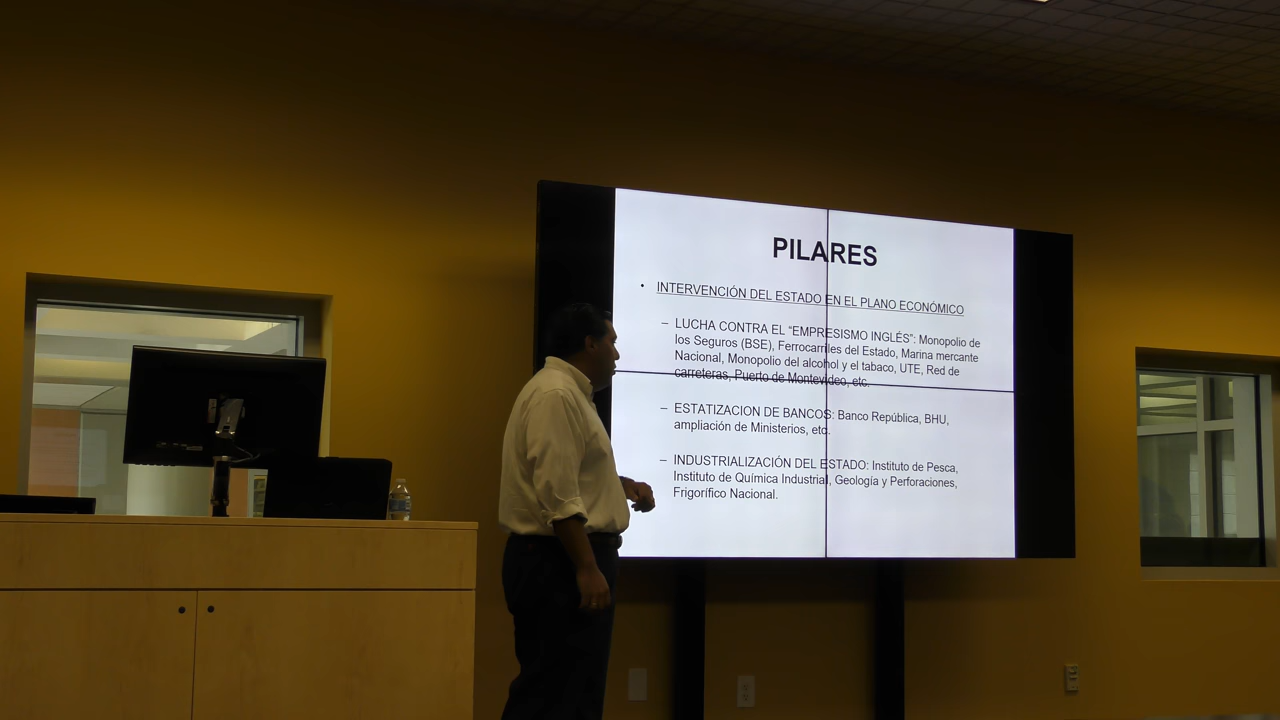 PILARES
• INTERVENCIÓN DEL ESTADO EN EL PLANO ECONÓMICO
– LUCHA CONTRA EL “EMPRESISMO INGLÉS”: Monopolio de
los Seguros (BSE), Ferrocarriles del Estado, Marina mercante
Nacional, Monopolio del alcohol y el tabaco, UTE, Red de
carreteras, Puerto de Montevideo, etc.
– ESTATIZACION DE BANCOS: Banco República, BHU,
ampliación de Ministerios, etc.
– INDUSTRIALIZACIÓN DEL ESTADO: Instituto de Pesca,
Instituto de Química Industrial, Geología y Perforaciones,
Frigorífico Nacional.